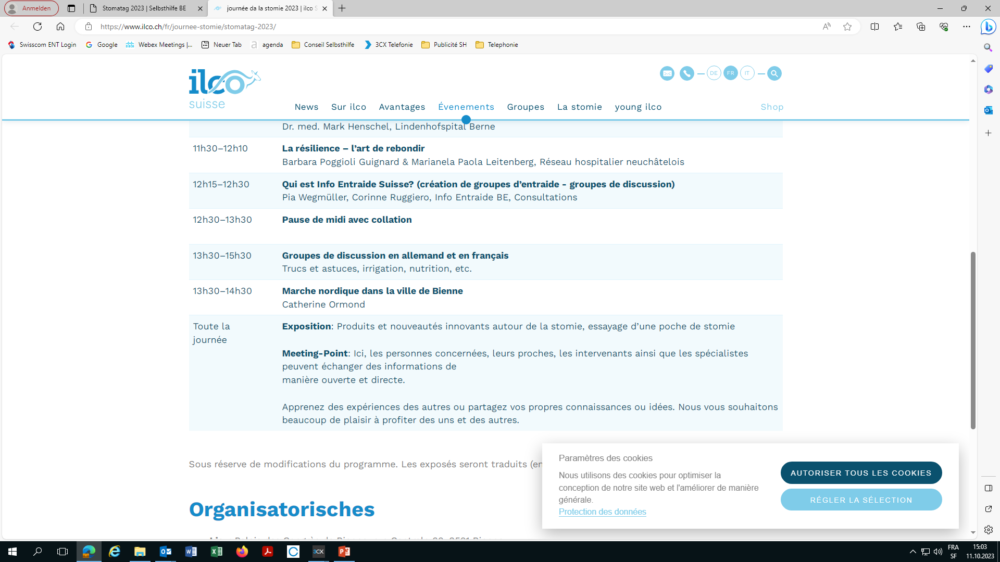 Anmelden
Stomatag 2023 | Selbsthilfe BE
journée da la stomie 2023 | ilco S
https://www.ilco.ch/fr/journee-stomie/stomatag-2023/
Swisscom ENT Login
Google
Webex Meetings |...
Neuer Tab
agenda
Conseil Selbsthilfe
3CX Telefonie
Publicité SH
Telephonie
ilco
suisse
DE
FR
IT
News
Sur ilco
Avantages
Évenements
Groupes
La stomie
young ilco
Shop
Dr. med. Mark Henschel, Lindenhofspital Berne
11h30–12h10
La résilience – l’art de rebondir
Barbara Poggioli Guignard & Marianela Paola Leitenberg, Réseau hospitalier neuchâtelois
12h15–12h30
Qui est Info Entraide Suisse? (création de groupes d’entraide - groupes de discussion)
Pia Wegmüller, Corinne Ruggiero, Info Entraide BE, Consultations
12h30–13h30
Pause de midi avec collation
13h30–15h30
Groupes de discussion en allemand et en français
Trucs et astuces, irrigation, nutrition, etc.
13h30–14h30
Marche nordique dans la ville de Bienne
Catherine Ormond
Toute la
journée
Exposition: Produits et nouveautés innovants autour de la stomie, essayage d’une poche de stomie
Meeting-Point: Ici, les personnes concernées, leurs proches, les intervenants ainsi que les spécialistes
peuvent échanger des informations de
manière ouverte et directe.
Apprenez des expériences des autres ou partagez vos propres connaissances ou idées. Nous vous souhaitons
beaucoup de plaisir à profiter des uns et des autres.
Sous réserve de modifications du programme. Les exposés seront traduits (en
Organisatorisches
Paramètres des cookies
Nous utilisons des cookies pour optimiser la
conception de notre site web et l'améliorer de manière
générale.
Protection des données
AUTORISER TOUS LES COOKIES
RÉGLER LA SÉLECTION
3CX
FRA
SF
15:03
11.10.2023